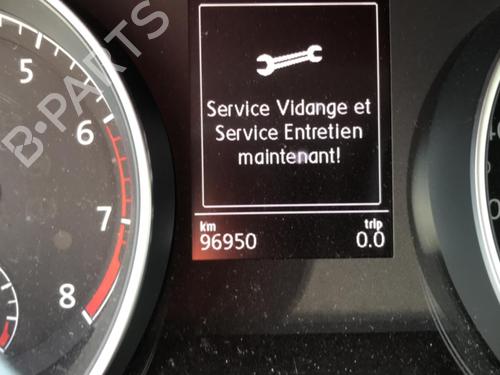 5
6
7
8
B-PARTS
Service Vidange et
Service Entretien
maintenant!
km
trip
96950
0.0